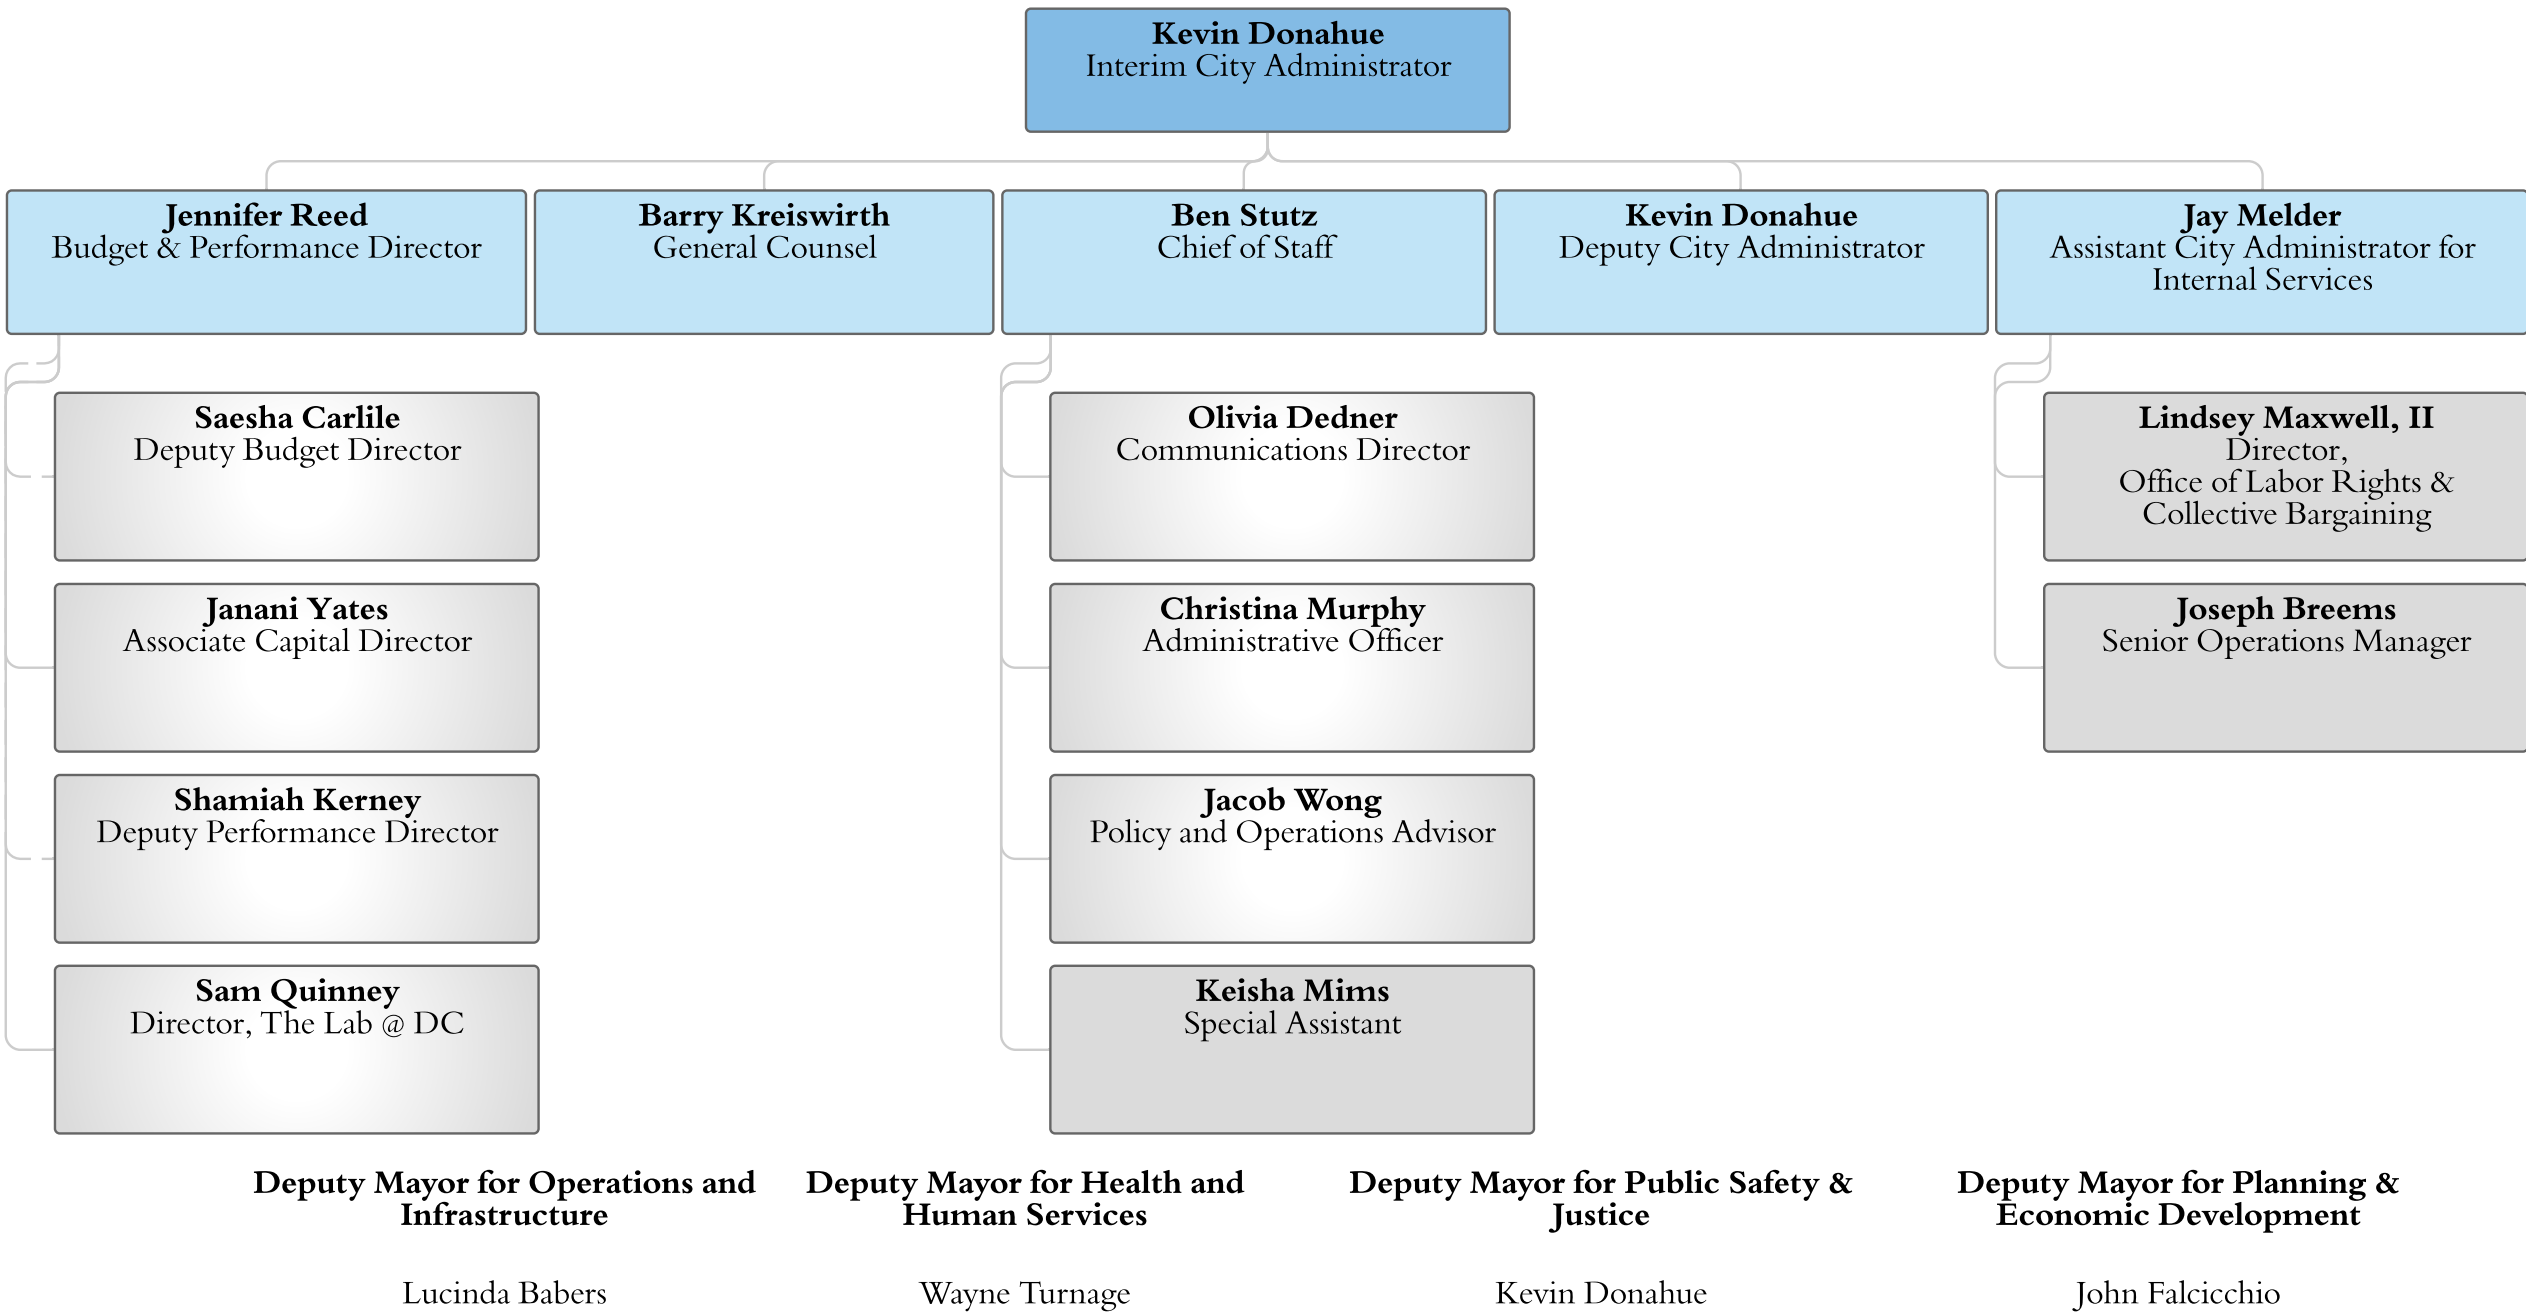 Kevin Donahue
Interim City Administrator
Jennifer Reed
Budget & Performance Director
Barry Kreiswirth
General Counsel
Ben Stutz
Chief of Staff
Kevin Donahue
Deputy City Administrator
Jay Melder
Assistant City Administrator for
Internal Services
Saesha Carlile
Deputy Budget Director
Janani Yates
Associate Capital Director
Shamiah Kerney
Deputy Performance Director
Sam Quinney
Director, The Lab @ DC
Olivia Dedner
Communications Director
Christina Murphy
Administrative Officer
Jacob Wong
Policy and Operations Advisor
Keisha Mims
Special Assistant
Lindsey Maxwell, II
Director,
Office of Labor Rights &
Collective Bargaining
Joseph Breems
Senior Operations Manager
Deputy Mayor for Operations and
Infrastructure
Lucinda Babers
Deputy Mayor for Health and
Human Services
Wayne Turnage
Deputy Mayor for Public Safety &
Justice
Kevin Donahue
Deputy Mayor for Planning &
Economic Development
John Falcicchio